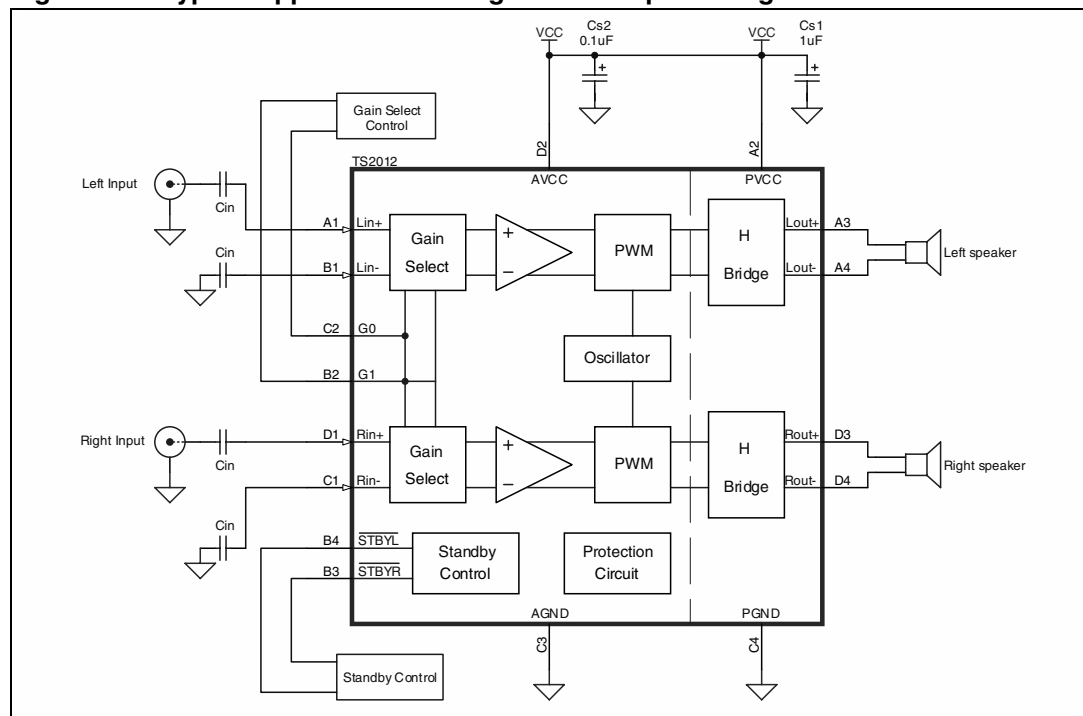 VCC
Cs2
0.1uF
VCC
Cs1
1uF
Gain Select
Control
D2
A2
TS2012
AVCC
PVCC
Left Input
Cin
A1
Lin+
Gain
Select
+
−
PWM
H
Bridge
Lout+
A3
Lout-
A4
Left speaker
Cin
B1
Lin-
C2
G0
Oscillator
B2
G1
Right Input
Cin
D1
Rin+
Gain
Select
+
−
PWM
H
Bridge
Rout+
D3
Rout-
D4
Right speaker
C1
Rin-
Cin
B4
STBYL
B3
STBYR
Standby
Control
Protection
Circuit
AGND
PGND
C3
C4
Standby Control